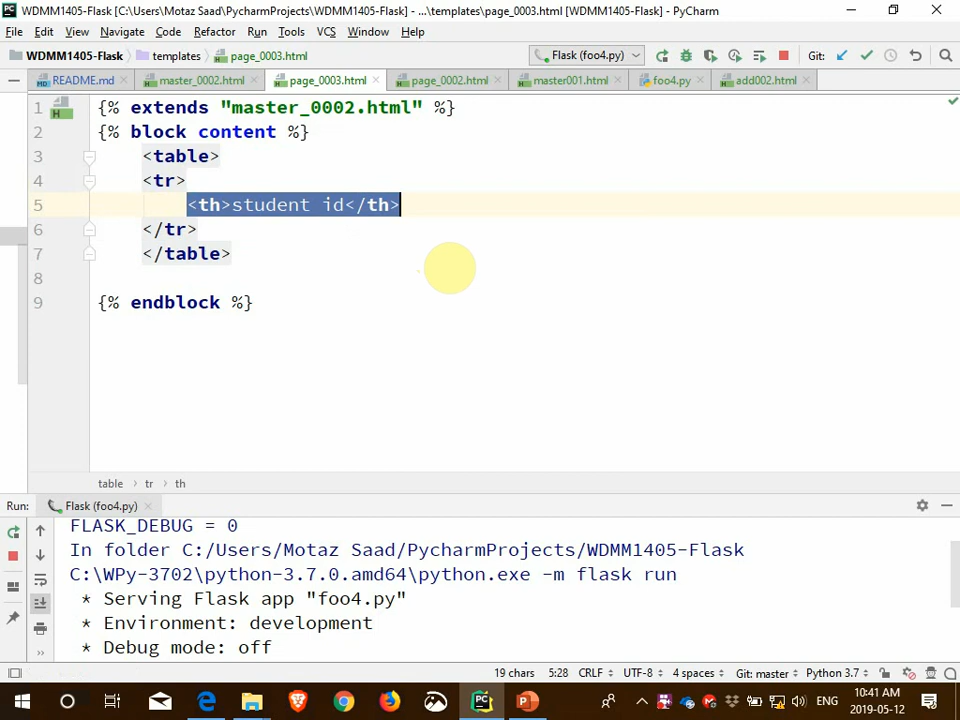 WDMM1405-Flask [C:\Users\Motaz Saad\PycharmProjects\WDMM1405-Flask] - ...\templates\page_0003.html [WDMM1405-Flask] - PyCharm
File Edit View Navigate Code Refactor Run Tools VCS Window Help
WDMM1405-Flask templates page_0003.html Flask (foo4.py) Git:
README.md master_0002.html page_0003.html page_0002.html master001.html foo4.py add002.html
1 {% extends "master_0002.html" %}
2 {% block content %}
3 <table>
4 <tr>
5 <th>student id</th>
6 </tr>
7 </table>
8
9 {% endblock %}
table › tr › th
Run: Flask (foo4.py)
FLASK_DEBUG = 0
In folder C:/Users/Motaz Saad/PycharmProjects/WDMM1405-Flask
C:\WPy-3702\python-3.7.0.amd64\python.exe -m flask run
* Serving Flask app "foo4.py"
* Environment: development
* Debug mode: off
19 chars 5:28 CRLF UTF-8 4 spaces Git: master Python 3.7
ENG 10:41 AM
2019-05-12